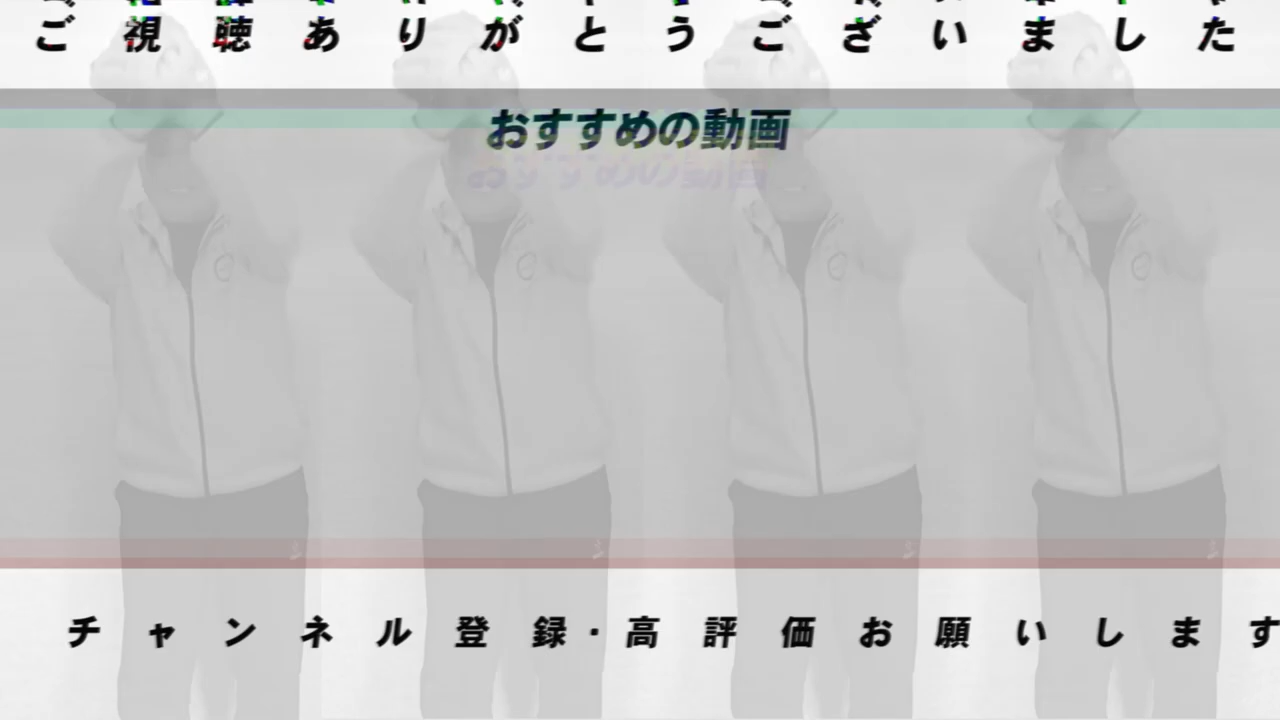 ご視聴ありがとうございました
おすすめの動画
チャンネル登録・高評価お願いします